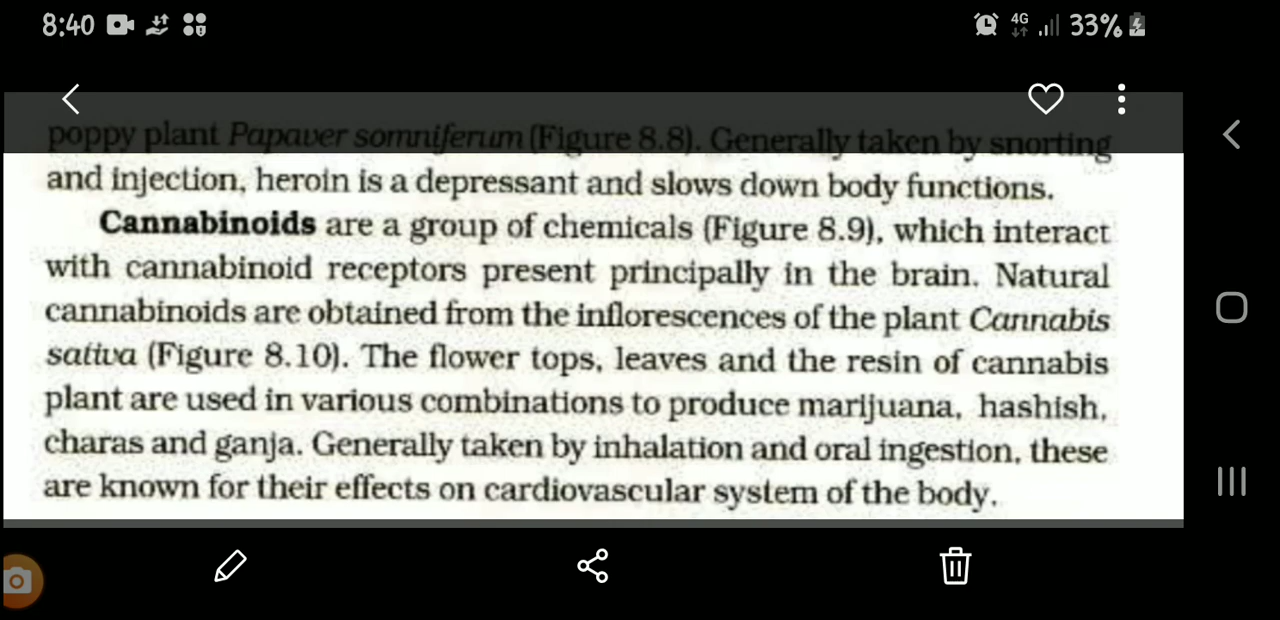 8:40
4G
33%
poppy plant Papaver somniferum (Figure 8.8). Generally taken by snorting
and injection, heroin is a depressant and slows down body functions.
Cannabinoids are a group of chemicals (Figure 8.9), which interact
with cannabinoid receptors present principally in the brain. Natural
cannabinoids are obtained from the inflorescences of the plant Cannabis
sativa (Figure 8.10). The flower tops, leaves and the resin of cannabis
plant are used in various combinations to produce marijuana, hashish,
charas and ganja. Generally taken by inhalation and oral ingestion, these
are known for their effects on cardiovascular system of the body.